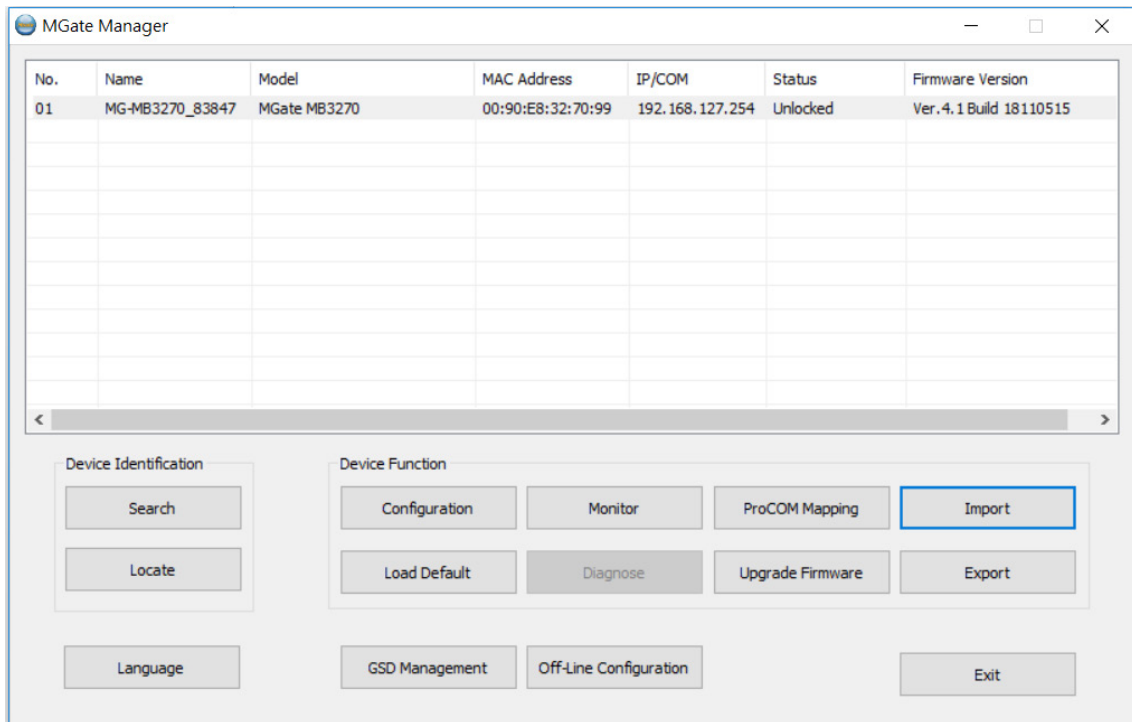 MGate Manager
No. Name Model MAC Address IP/COM Status Firmware Version
01 MG-MB3270_83847 MGate MB3270 00:90:E8:32:70:99 192.168.127.254 Unlocked Ver.4.1 Build 18110515
Device Identification
Search
Locate
Device Function
Configuration Monitor ProCOM Mapping Import
Load Default Diagnose Upgrade Firmware Export
Language GSD Management Off-Line Configuration Exit